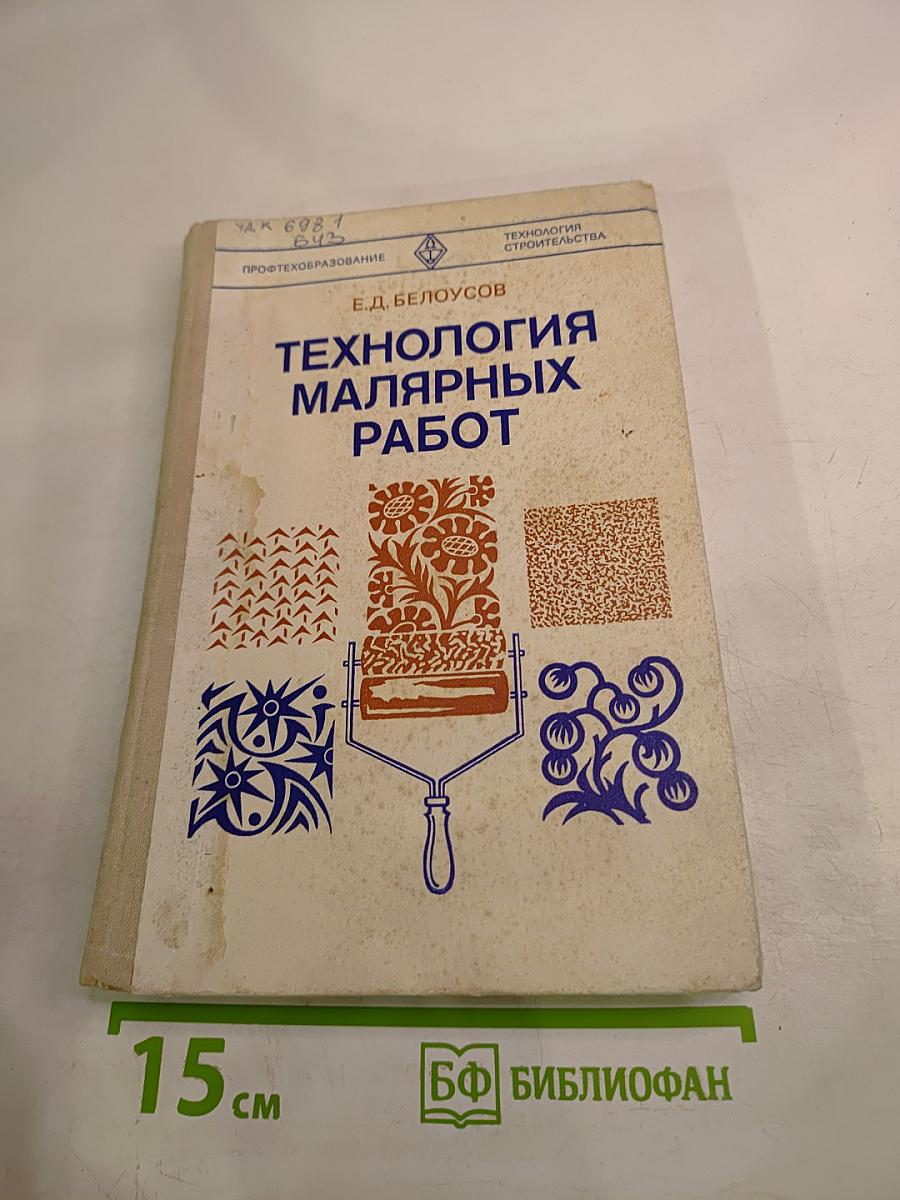 УДК 698.1
Б43
ПРОФТЕХОБРАЗОВАНИЕ
ТЕХНОЛОГИЯ
СТРОИТЕЛЬСТВА
Е.Д. БЕЛОУСОВ
ТЕХНОЛОГИЯ
МАЛЯРНЫХ
РАБОТ
15 см
БФ БИБЛИОФАН